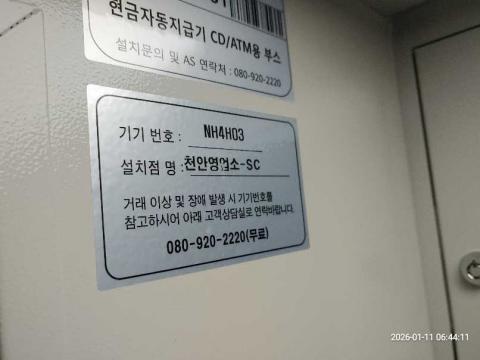 현금자동지급기 CD/ATM용 부스
설치문의 및 AS 연락처 : 080-920-2220
기기 번호 : NH4H03
설치점 명 : 천안영업소-SC
거래 이상 및 장애 발생 시 기기번호를
참고하시어 아래 고객상담실로 연락바랍니다.
080-920-2220(무료)
2026-01-11 06:44:11